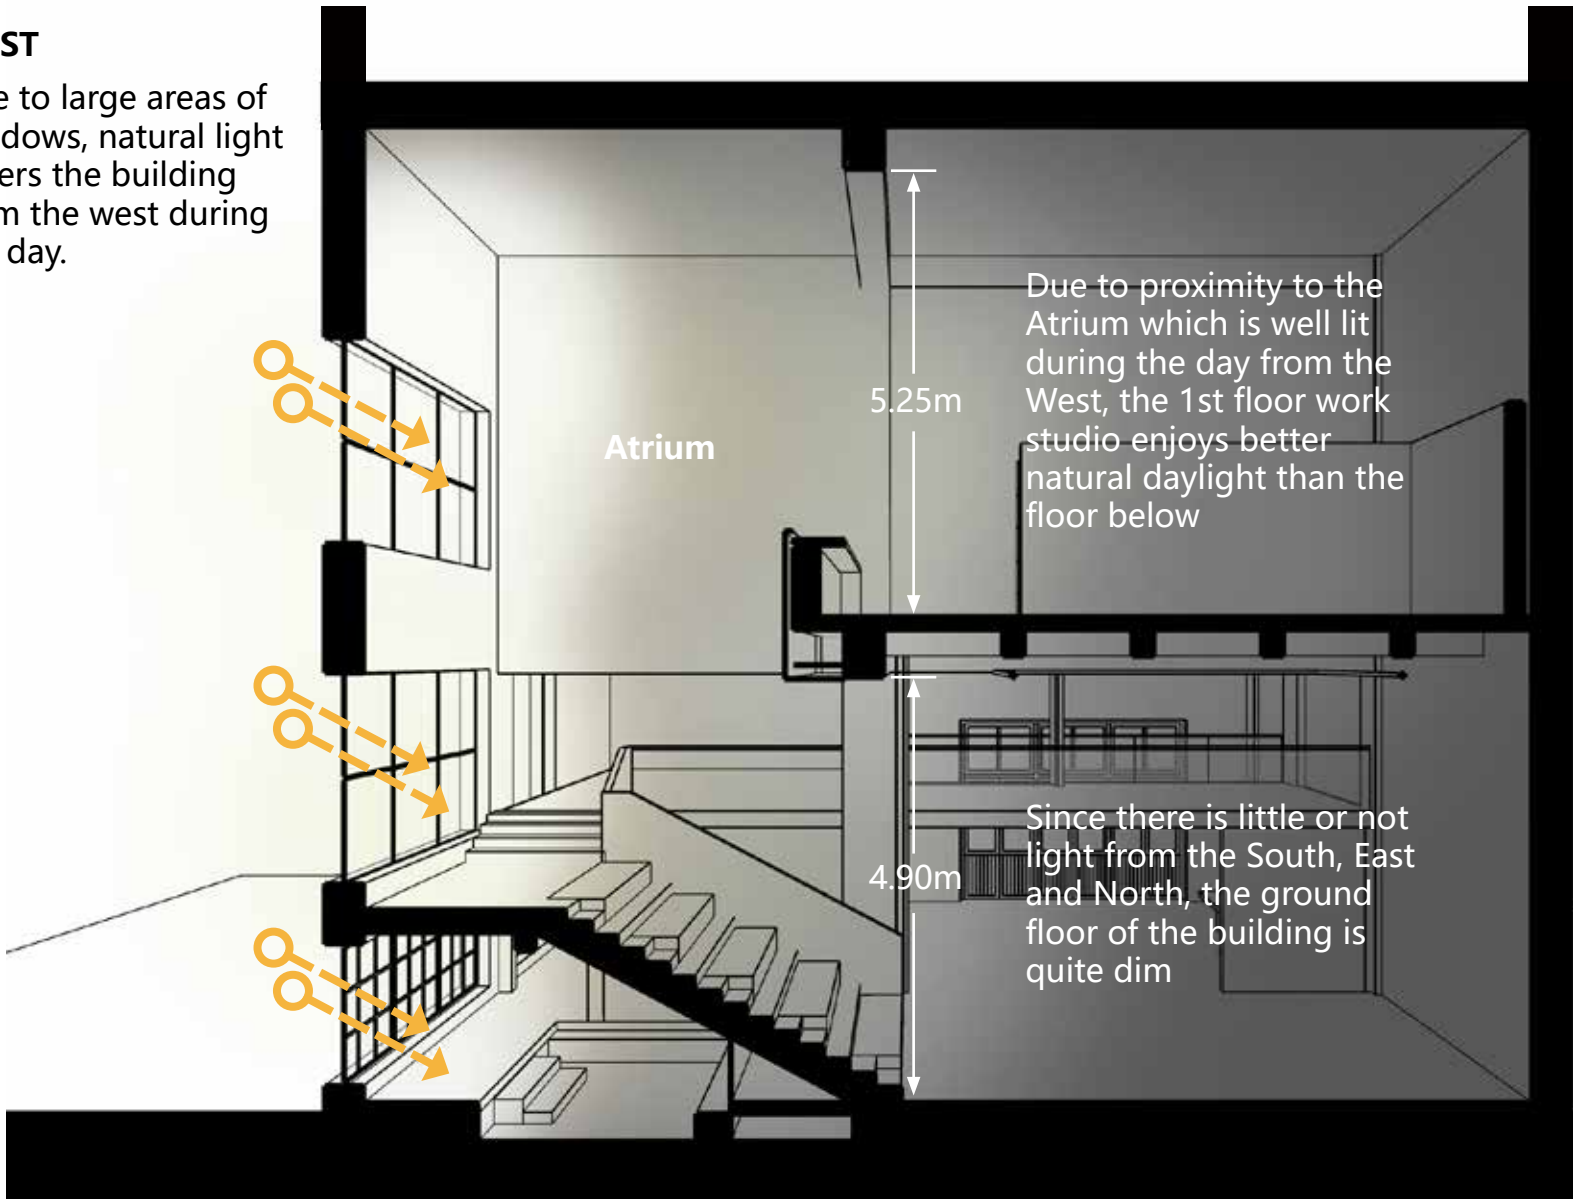 ST
e to large areas of
dows, natural light
ers the building
m the west during
day.
5.25m
Atrium
Due to proximity to the
Atrium which is well lit
during the day from the
West, the 1st floor work
studio enjoys better
natural daylight than the
floor below
4.90m
Since there is little or not
light from the South, East
and North, the ground
floor of the building is
quite dim